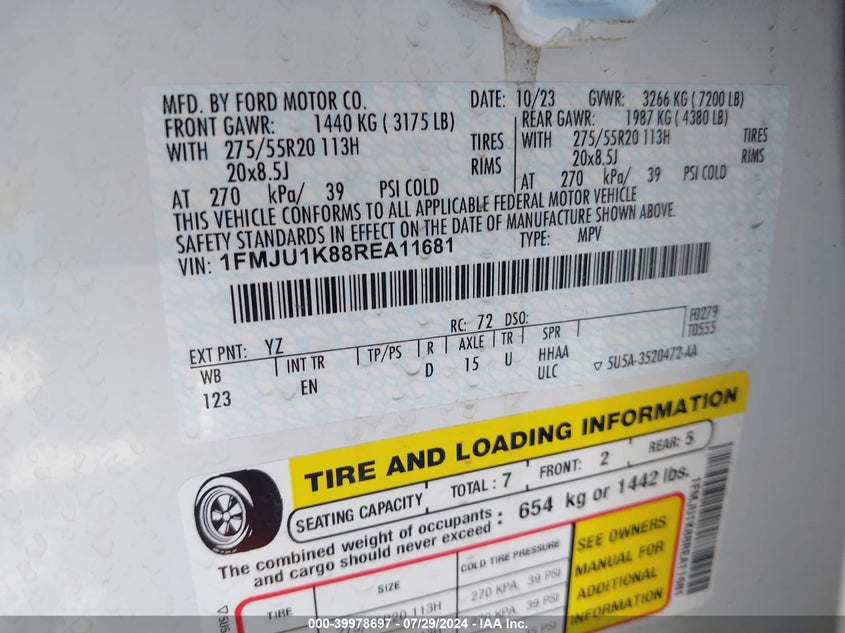 MFD. BY FORD MOTOR CO. DATE: 10/23 GVWR: 3266 KG ( 7200 LB)
FRONT GAWR: 1440 KG ( 3175 LB) REAR GAWR: 1987 KG ( 4380 LB)
WITH 275/55R20 113H TIRES WITH 275/55R20 113H TIRES
20x8.5J RIMS 20x8.5J RIMS
AT 270 kPa/ 39 PSI COLD AT 270 kPa/ 39 PSI COLD
THIS VEHICLE CONFORMS TO ALL APPLICABLE FEDERAL MOTOR VEHICLE
SAFETY STANDARDS IN EFFECT ON THE DATE OF MANUFACTURE SHOWN ABOVE.
VIN: 1FMJU1K88REA11681 TYPE: MPV
F0279
T0555
EXT PNT: YZ RC: 72 DSO:
WB INT TR TP/PS R AXLE TR SPR
123 EN D 15 U HHAA
ULC
5U5A-3520472-AA
TIRE AND LOADING INFORMATION
SEATING CAPACITY TOTAL : 7 FRONT: 2 REAR: 5
The combined weight of occupants
and cargo should never exceed : 654 kg or 1442 lbs.
TIRE SIZE COLD TIRE PRESSURE
113H 270 KPA, 39 PSI
39 PSI
SEE OWNERS
MANUAL FOR
ADDITIONAL
INFORMATION
1FMJU1K88REA11681
5U5
000-39978697 - 07/29/2024 - IAA Inc.